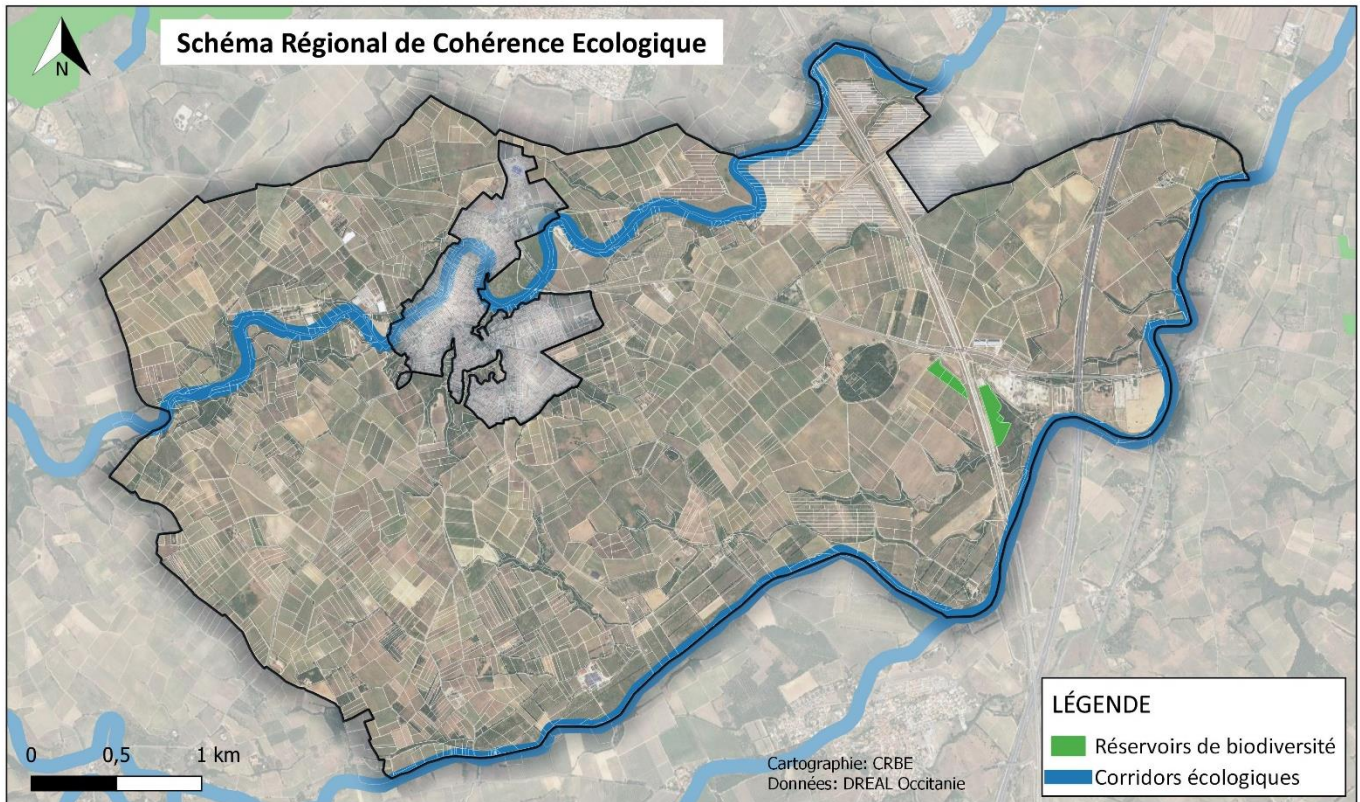 Schéma Régional de Cohérence Ecologique
N
0 0,5 1 km
Cartographie: CRBE
Données: DREAL Occitanie
LÉGENDE
Réservoirs de biodiversité
Corridors écologiques